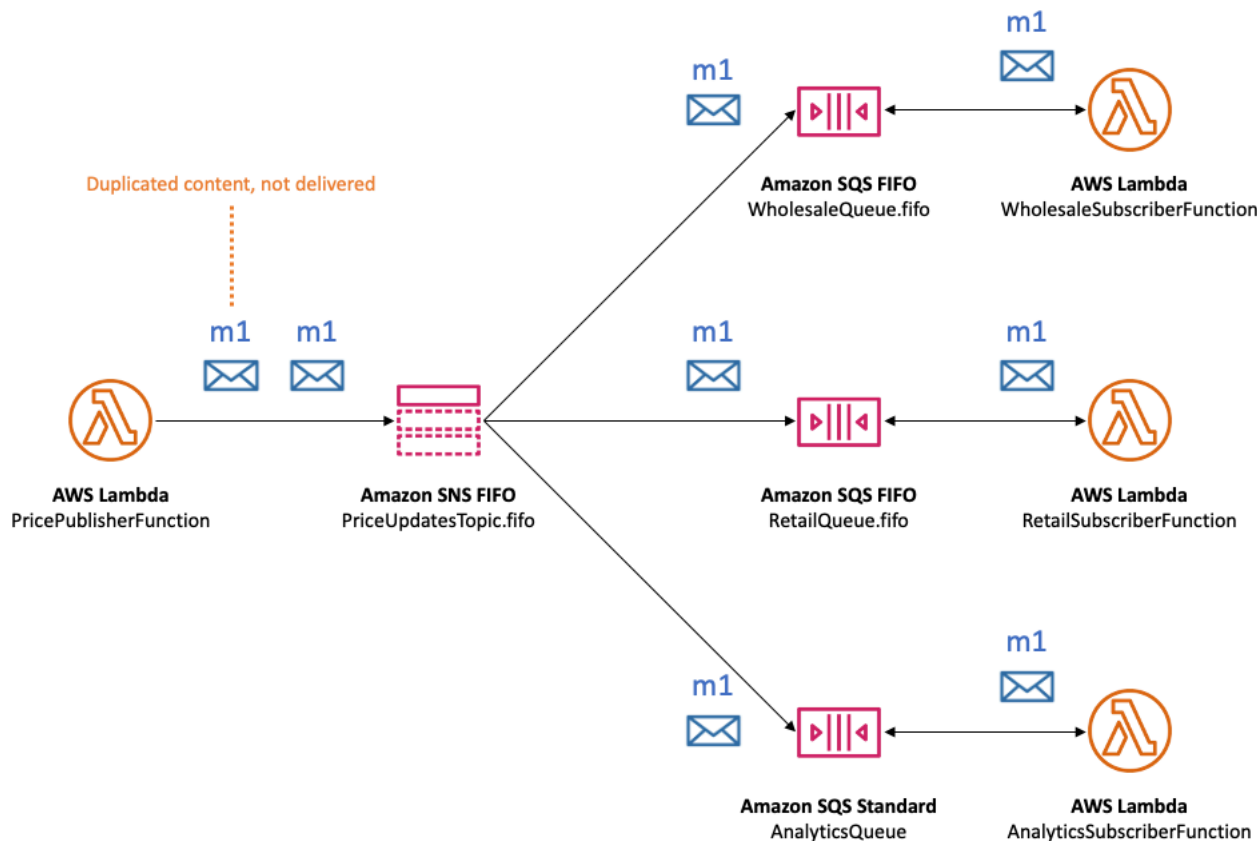 m1
m1
Amazon SQS FIFO
WholesaleQueue.fifo
AWS Lambda
WholesaleSubscriberFunction
Duplicated content, not delivered
m1
m1
m1
m1
AWS Lambda
PricePublisherFunction
Amazon SNS FIFO
PriceUpdatesTopic.fifo
Amazon SQS FIFO
RetailQueue.fifo
AWS Lambda
RetailSubscriberFunction
m1
m1
Amazon SQS Standard
AnalyticsQueue
AWS Lambda
AnalyticsSubscriberFunction